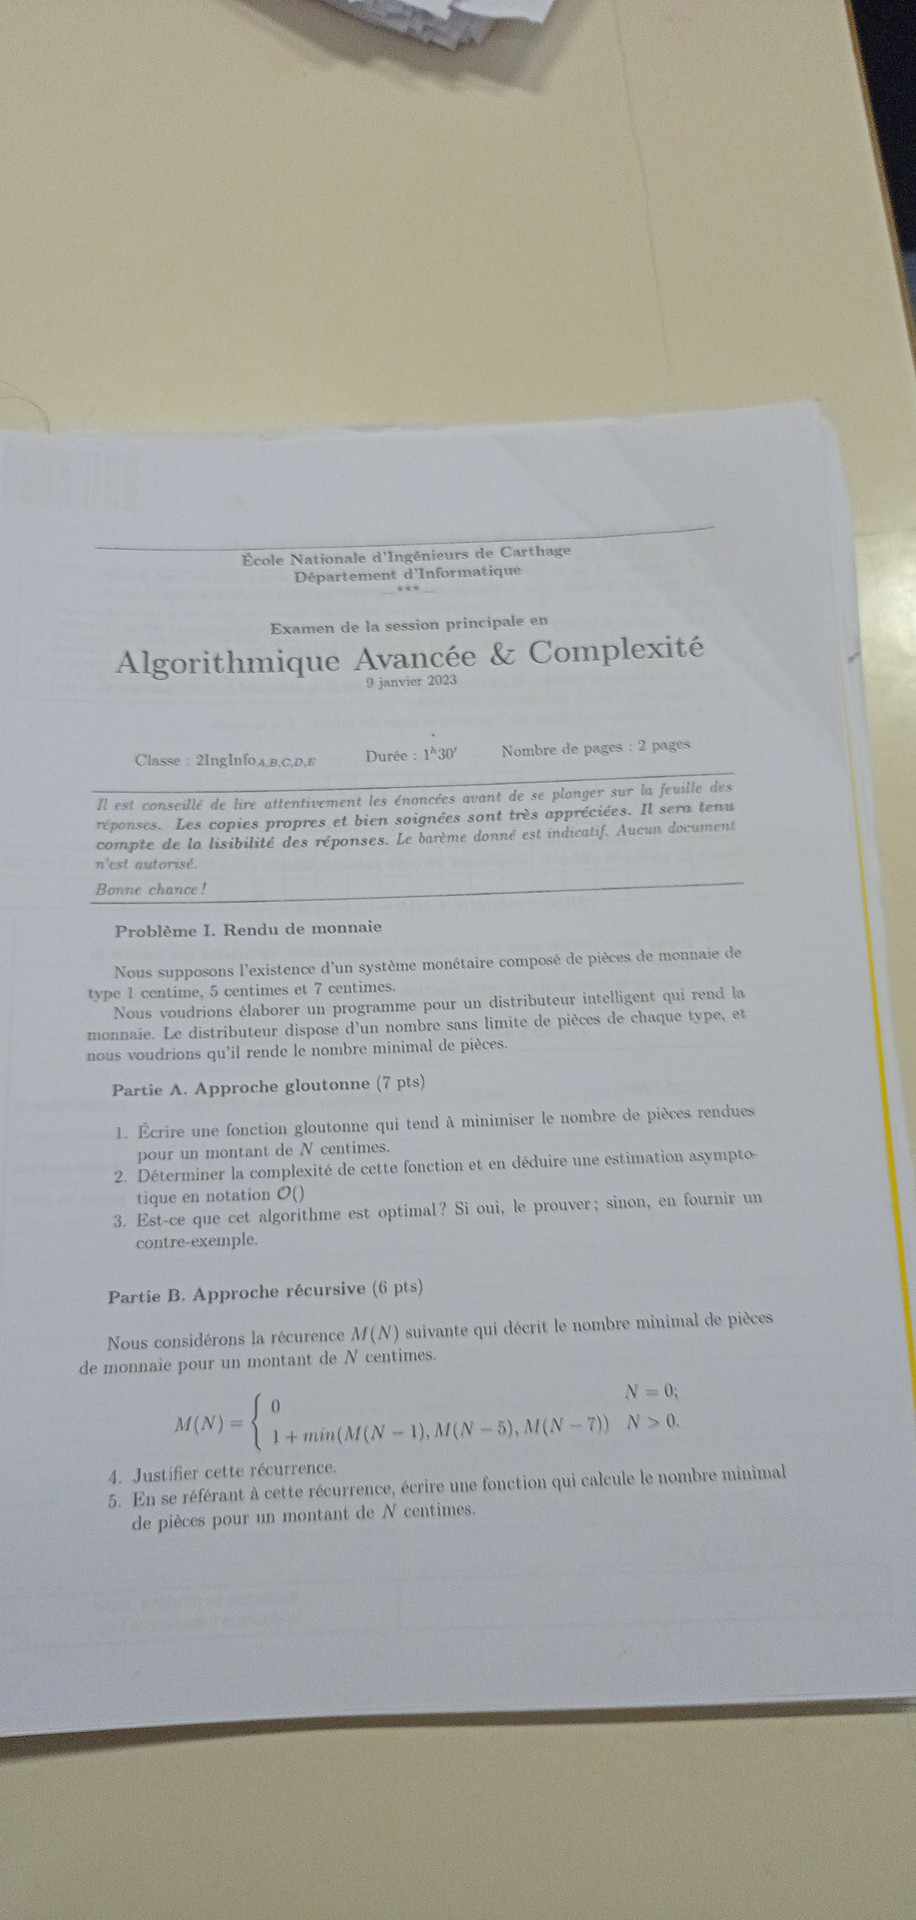 École Nationale d'Ingénieurs de Carthage
Département d'Informatique
***
Examen de la session principale en
Algorithmique Avancée & Complexité
9 janvier 2023
Classe : 2IngInfoA,B,C,D,E Durée : 1h30′ Nombre de pages : 2 pages
Il est conseillé de lire attentivement les énoncées avant de se plonger sur la feuille des
réponses. Les copies propres et bien soignées sont très appréciées. Il sera tenu
compte de la lisibilité des réponses. Le barème donné est indicatif. Aucun document
n'est autorisé.
Bonne chance !
Problème I. Rendu de monnaie
Nous supposons l'existence d'un système monétaire composé de pièces de monnaie de
type 1 centime, 5 centimes et 7 centimes.
Nous voudrions élaborer un programme pour un distributeur intelligent qui rend la
monnaie. Le distributeur dispose d'un nombre sans limite de pièces de chaque type, et
nous voudrions qu'il rende le nombre minimal de pièces.
Partie A. Approche gloutonne (7 pts)
1. Écrire une fonction gloutonne qui tend à minimiser le nombre de pièces rendues
pour un montant de N centimes.
2. Déterminer la complexité de cette fonction et en déduire une estimation asympto-
tique en notation O()
3. Est-ce que cet algorithme est optimal? Si oui, le prouver; sinon, en fournir un
contre-exemple.
Partie B. Approche récursive (6 pts)
Nous considérons la récurence M(N) suivante qui décrit le nombre minimal de pièces
de monnaie pour un montant de N centimes.
M(N) = { 0 N = 0;
1 + min(M(N − 1), M(N − 5), M(N − 7)) N > 0.
4. Justifier cette récurrence.
5. En se référant à cette récurrence, écrire une fonction qui calcule le nombre minimal
de pièces pour un montant de N centimes.